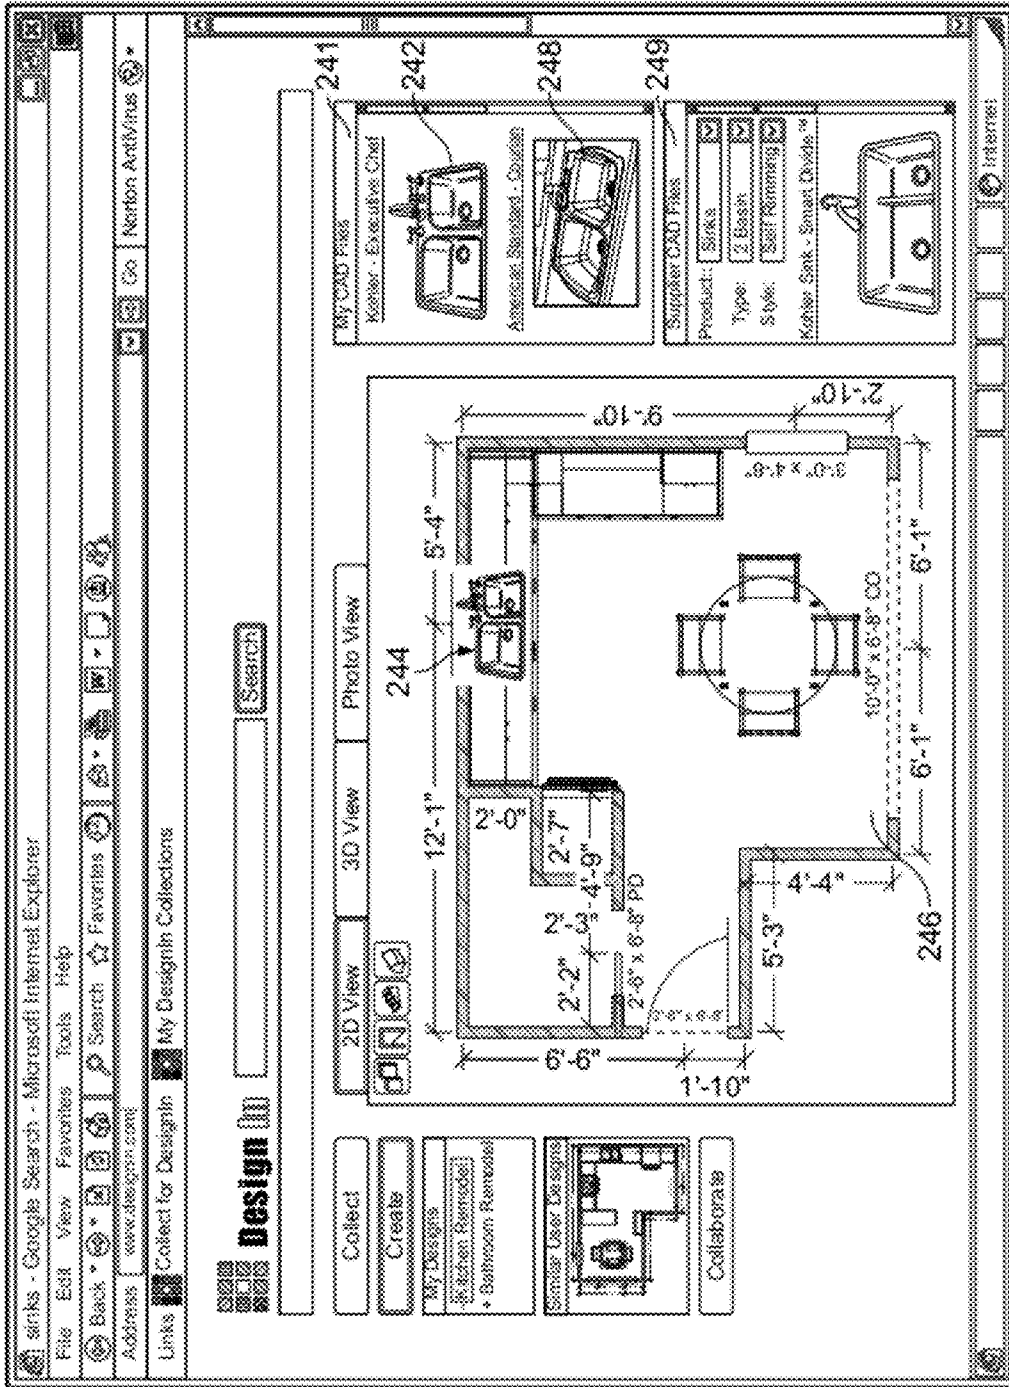 sinks - Google Search - Microsoft Internet Explorer
File Edit View Favorites Tools Help
Back Search Favorites
Address www.designin.com Go Norton AntiVirus
Links Collect for DesignIn My DesignIn Collections
Design in
Search
Collect
Create
My Designs
- Kitchen Remodel
+ Bathroom Remodel
Similar User Designs
Collaborate
2D View 3D View Photo View
244
12'-1" 5'-4"
6'-6"
1'-10"
2'-0"
2'-7"
4'-9"
2'-3"
2'-2"
2'-6" x 6'-8" PD
5'-3"
4'-4"
246
9'-10"
2'-10"
3'-0" x 4'-6"
10'-0" x 6'-8" CO
6'-1" 6'-1"
My CAD Files
241
Kohler - Executive Chef
242
248
249
Supplier CAD Files
Product: Sink
Type: 2 Basin
Style: Self Rimming
Kohler Sink - Smart Divide™
Internet